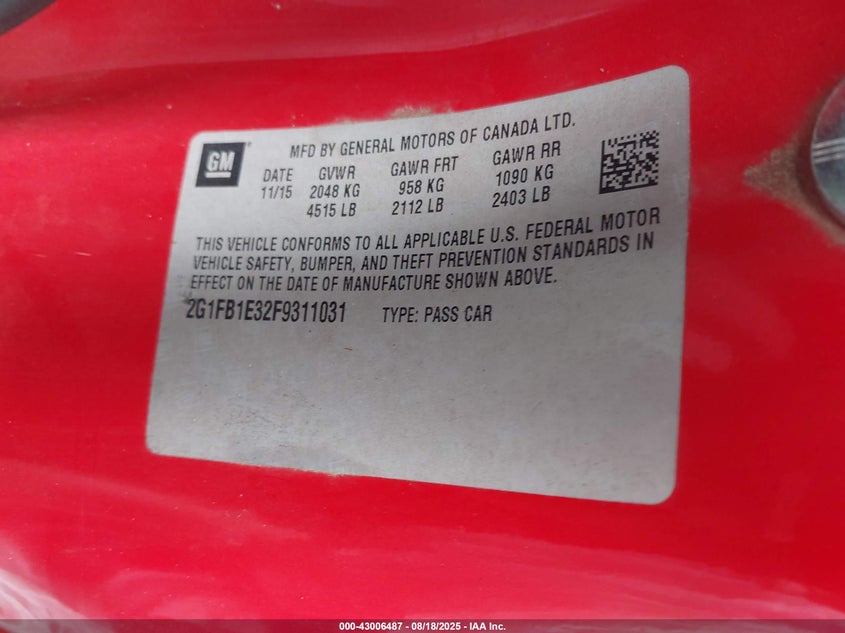 GM
MFD BY GENERAL MOTORS OF CANADA LTD.
DATE GVWR GAWR FRT GAWR RR
11/15 2048 KG 958 KG 1090 KG
4515 LB 2112 LB 2403 LB
THIS VEHICLE CONFORMS TO ALL APPLICABLE U.S. FEDERAL MOTOR
VEHICLE SAFETY, BUMPER, AND THEFT PREVENTION STANDARDS IN
EFFECT ON THE DATE OF MANUFACTURE SHOWN ABOVE.
2G1FB1E32F9311031 TYPE: PASS CAR
000-43006487 - 08/18/2025 - IAA Inc.